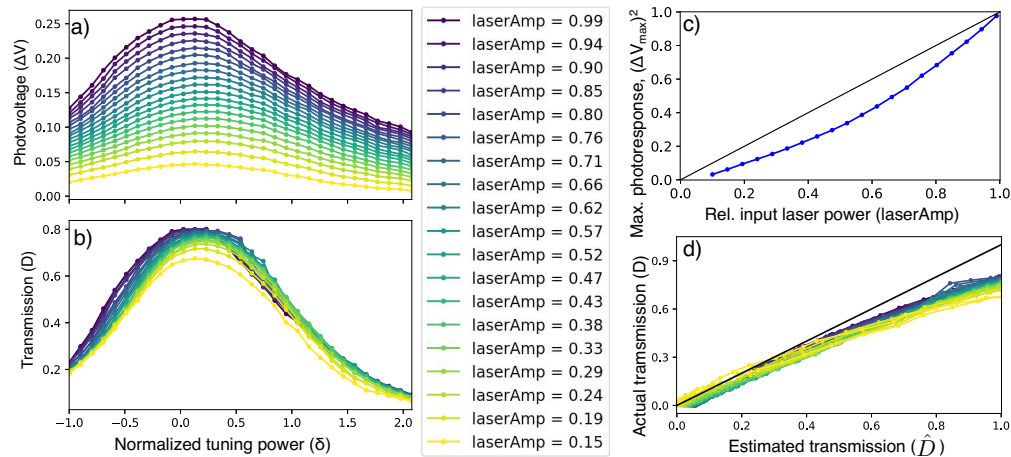 a)
Photovoltage (ΔV)
0.25
0.20
0.15
0.10
0.05
0.00
b)
Transmission (D)
0.8
0.6
0.4
0.2
−1.0 −0.5 0.0 0.5 1.0 1.5 2.0
Normalized tuning power (δ)
laserAmp = 0.99
laserAmp = 0.94
laserAmp = 0.90
laserAmp = 0.85
laserAmp = 0.80
laserAmp = 0.76
laserAmp = 0.71
laserAmp = 0.66
laserAmp = 0.62
laserAmp = 0.57
laserAmp = 0.52
laserAmp = 0.47
laserAmp = 0.43
laserAmp = 0.38
laserAmp = 0.33
laserAmp = 0.29
laserAmp = 0.24
laserAmp = 0.19
laserAmp = 0.15
c)
Max. photoresponse, (ΔVmax)²
1.0
0.8
0.6
0.4
0.2
0.0
0.0 0.2 0.4 0.6 0.8 1.0
Rel. input laser power (laserAmp)
d)
Actual transmission (D)
1.2
0.9
0.6
0.3
0.0
0.0 0.2 0.4 0.6 0.8 1.0
Estimated transmission (D̂)